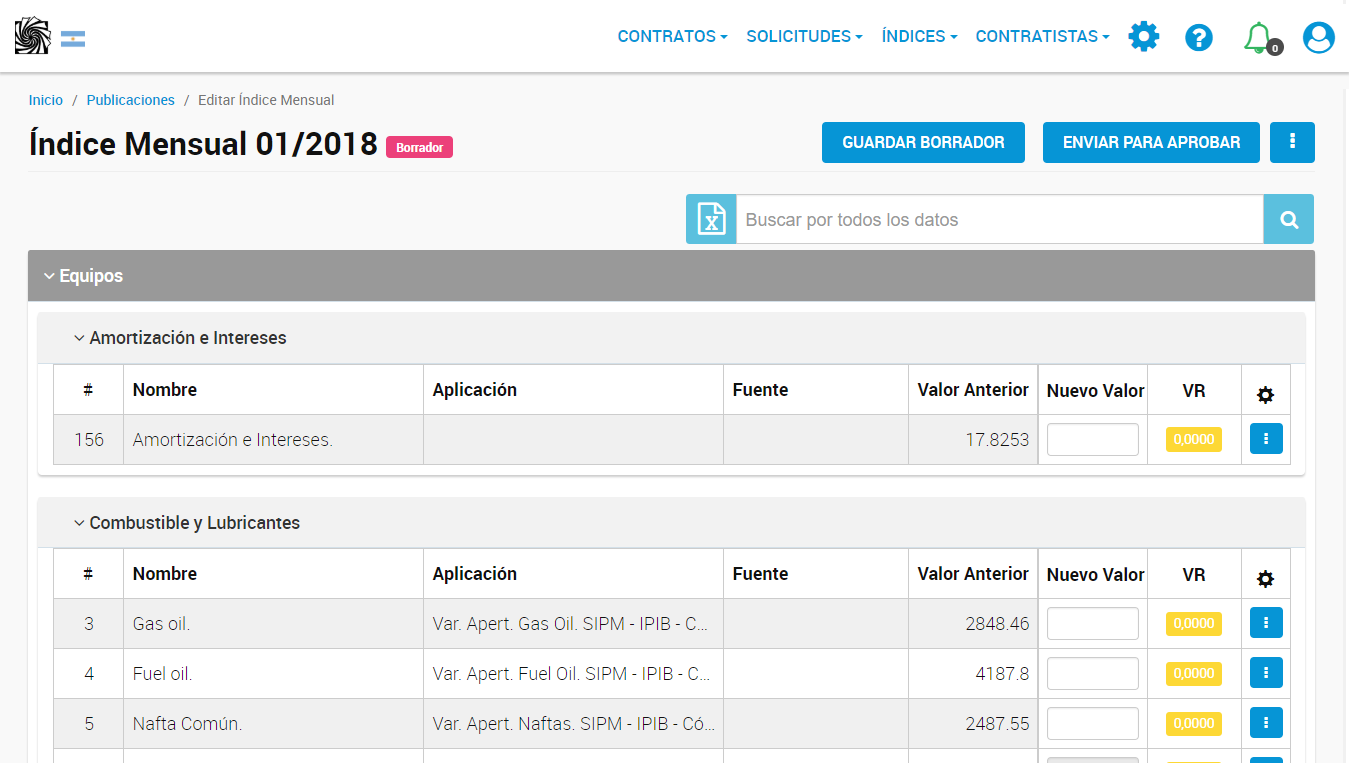 CONTRATOS SOLICITUDES ÍNDICES CONTRATISTAS 0
Inicio / Publicaciones / Editar Índice Mensual
Índice Mensual 01/2018 Borrador GUARDAR BORRADOR ENVIAR PARA APROBAR
Buscar por todos los datos
Equipos
Amortización e Intereses
# Nombre Aplicación Fuente Valor Anterior Nuevo Valor VR
156 Amortización e Intereses. 17.8253 0,0000
Combustible y Lubricantes
# Nombre Aplicación Fuente Valor Anterior Nuevo Valor VR
3 Gas oil. Var. Apert. Gas Oil. SIPM - IPIB - C... 2848.46 0,0000
4 Fuel oil. Var. Apert. Fuel Oil. SIPM - IPIB - C... 4187.8 0,0000
5 Nafta Común. Var. Apert. Naftas. SIPM - IPIB - Có... 2487.55 0,0000